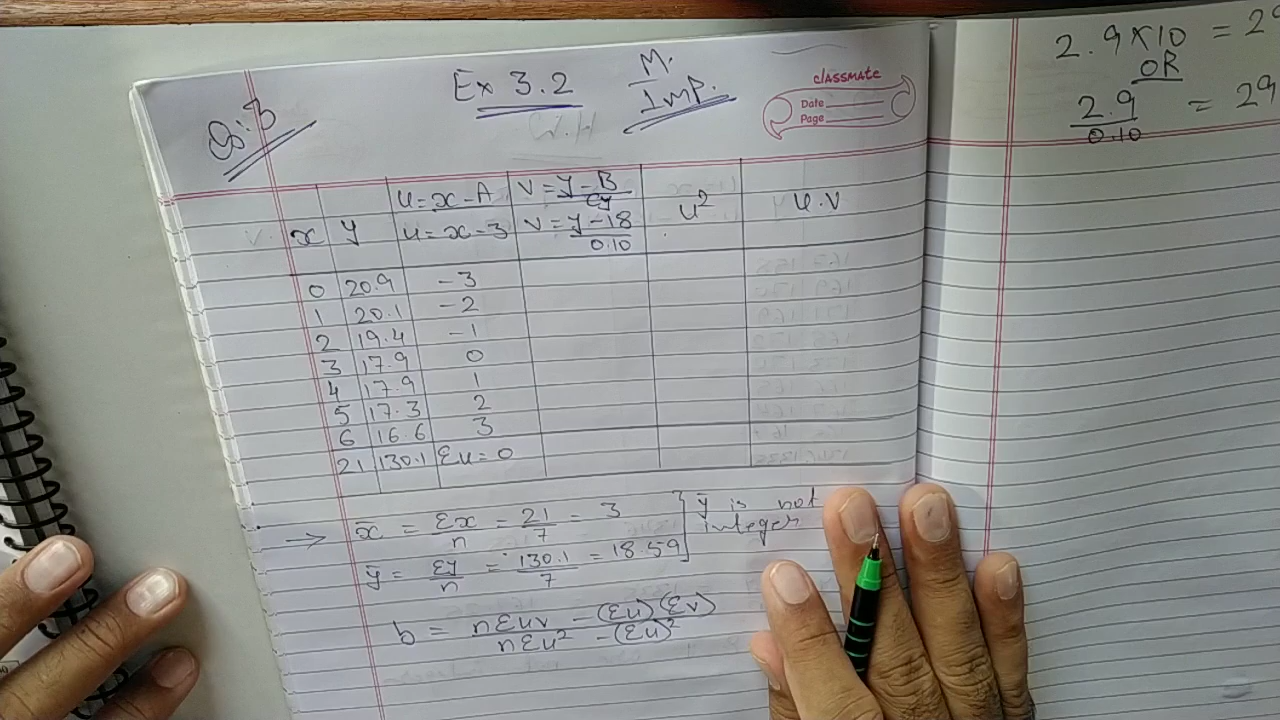 Q:3
Ex 3.2
M.
Imp.
classmate
Date
Page
2.9×10 = 29
OR
2.9/0.10 = 29
x y u=x-A v=y-B/cy u² u.v
u=x-3 v=y-18/0.10
0 20.9 -3
1 20.1 -2
2 19.4 -1
3 17.9 0
4 17.9 1
5 17.3 2
6 16.6 3
21 130.1 Σu=0
→ x̄ = Σx/n = 21/7 = 3
ȳ = Σy/n = 130.1/7 = 18.59
ȳ is not
integer
b = nΣuv - (Σu)(Σv) / nΣu² - (Σu)²